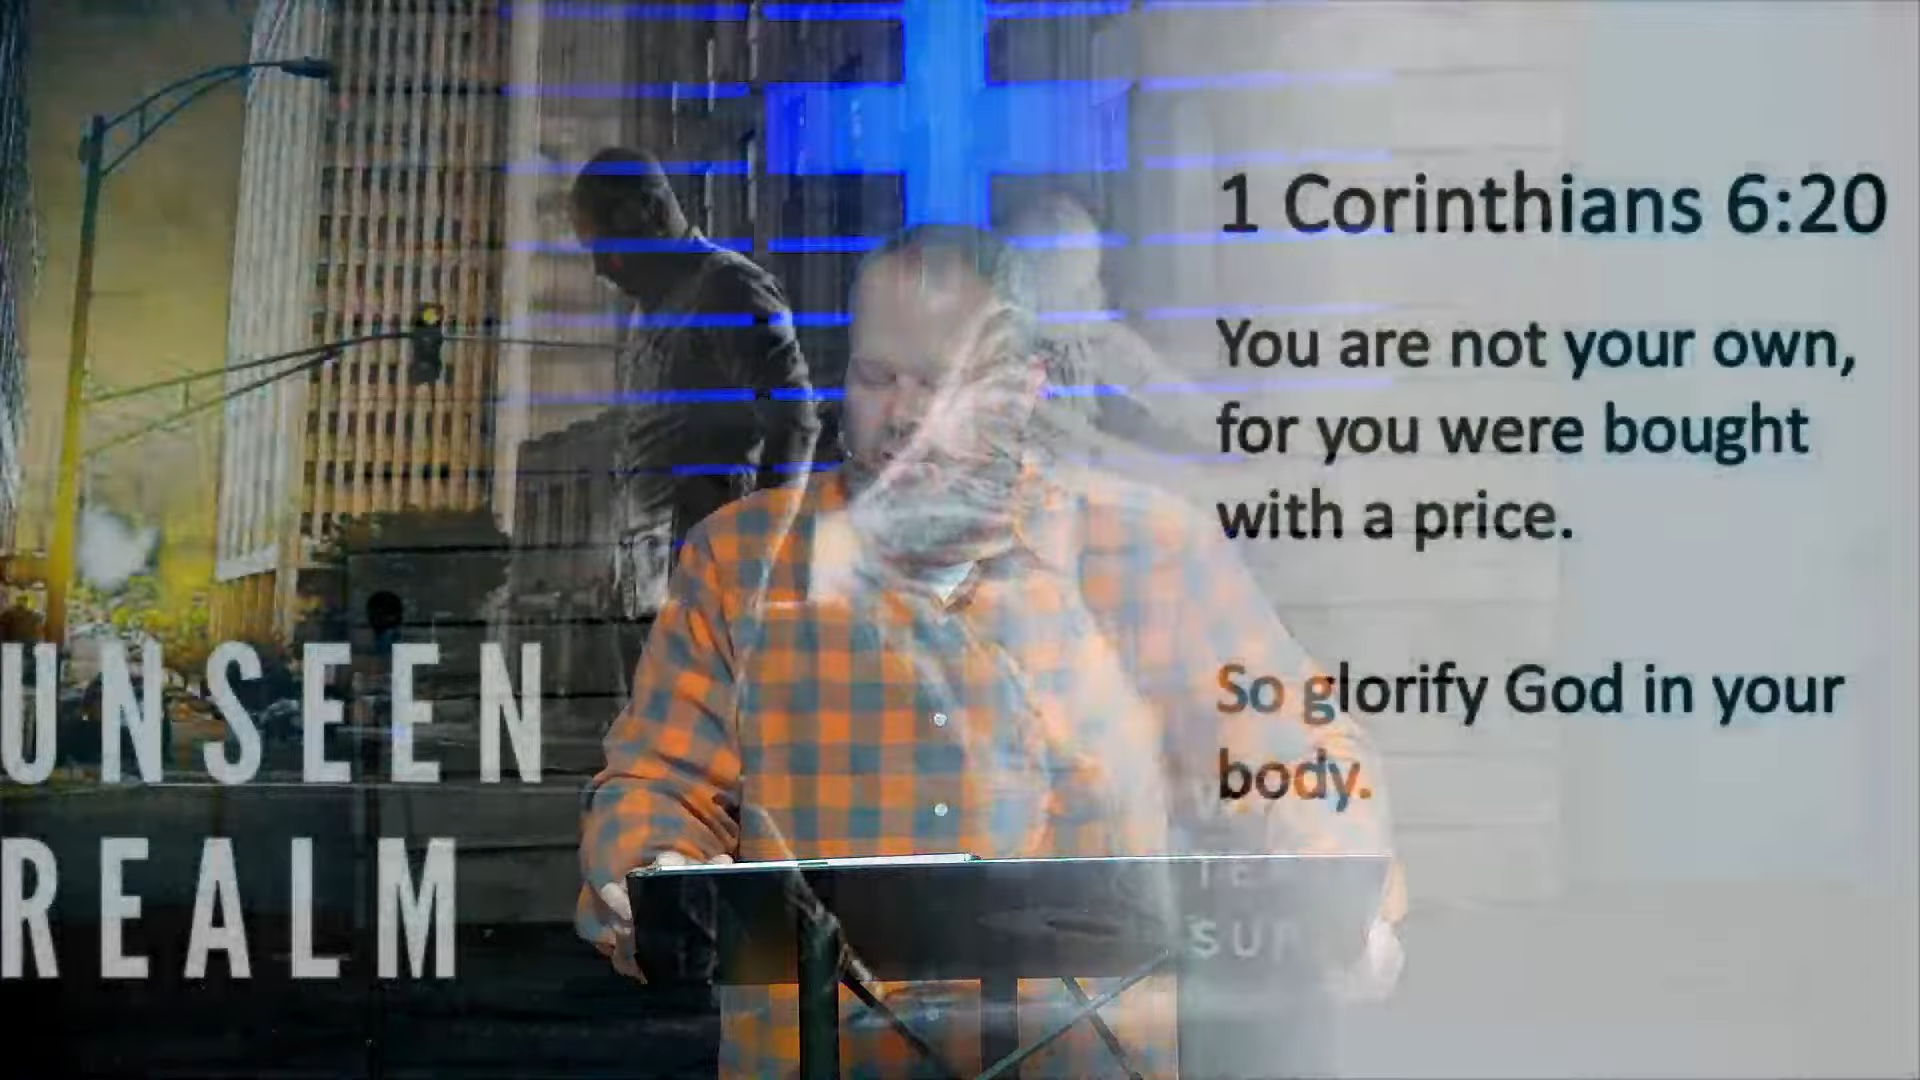 1 Corinthians 6:20
You are not your own,
for you were bought
with a price.
So glorify God in your
body.
UNSEEN
REALM